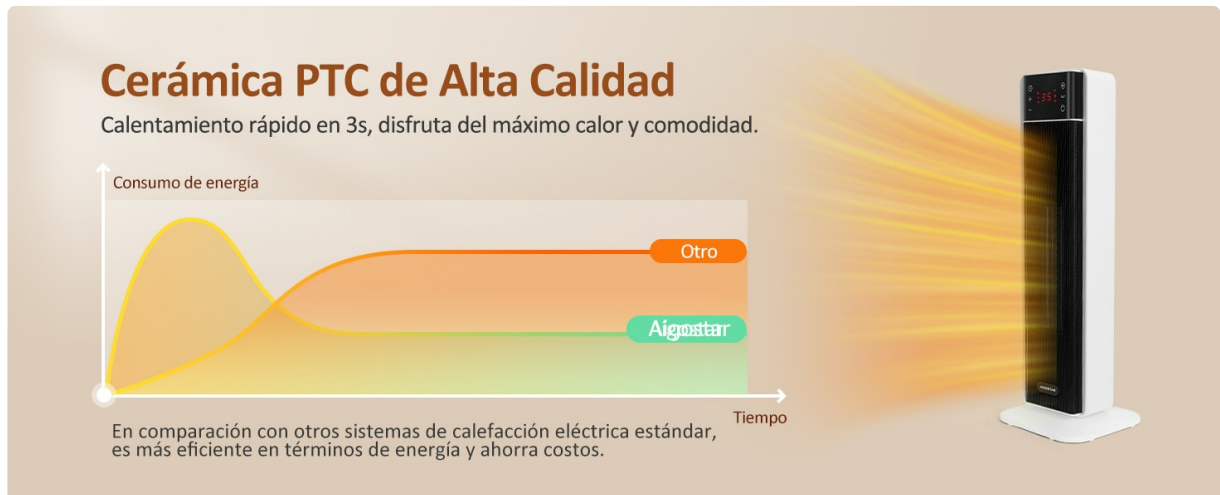 Cerámica PTC de Alta Calidad
Calentamiento rápido en 3s, disfruta del máximo calor y comodidad.
Consumo de energía
Otro
Tiempo
En comparación con otros sistemas de calefacción eléctrica estándar,
es más eficiente en términos de energía y ahorra costos.
35